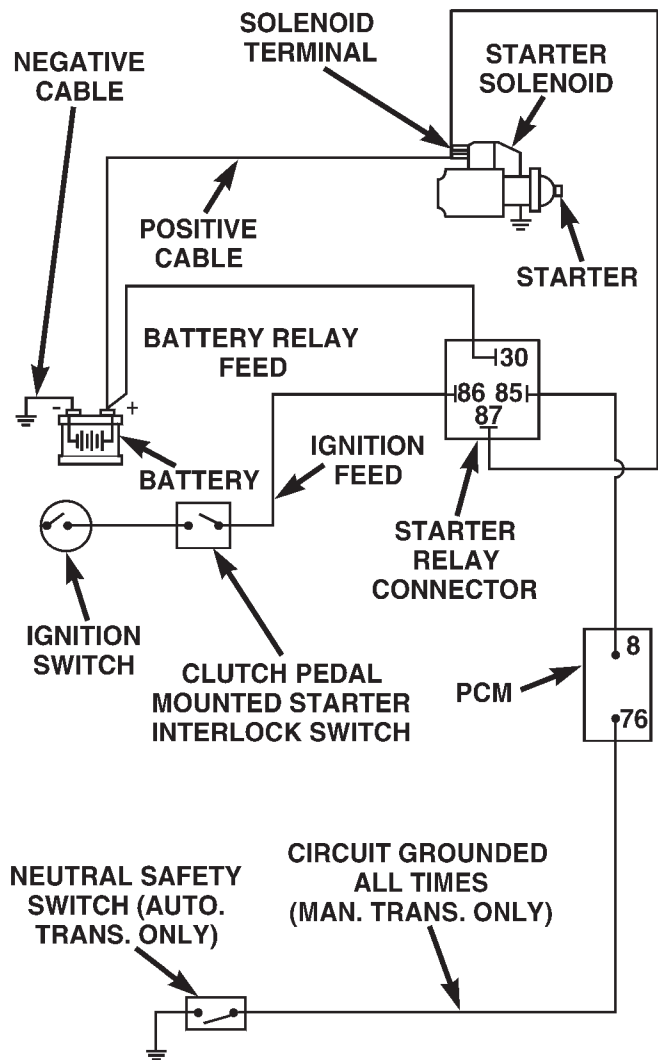 SOLENOID
TERMINAL
STARTER
SOLENOID
NEGATIVE
CABLE
POSITIVE
CABLE
STARTER
BATTERY RELAY
FEED
30
86 85
87
- +
BATTERY
IGNITION
FEED
STARTER
RELAY
CONNECTOR
IGNITION
SWITCH
CLUTCH PEDAL
MOUNTED STARTER
INTERLOCK SWITCH
PCM
8
76
CIRCUIT GROUNDED
ALL TIMES
(MAN. TRANS. ONLY)
NEUTRAL SAFETY
SWITCH (AUTO.
TRANS. ONLY)